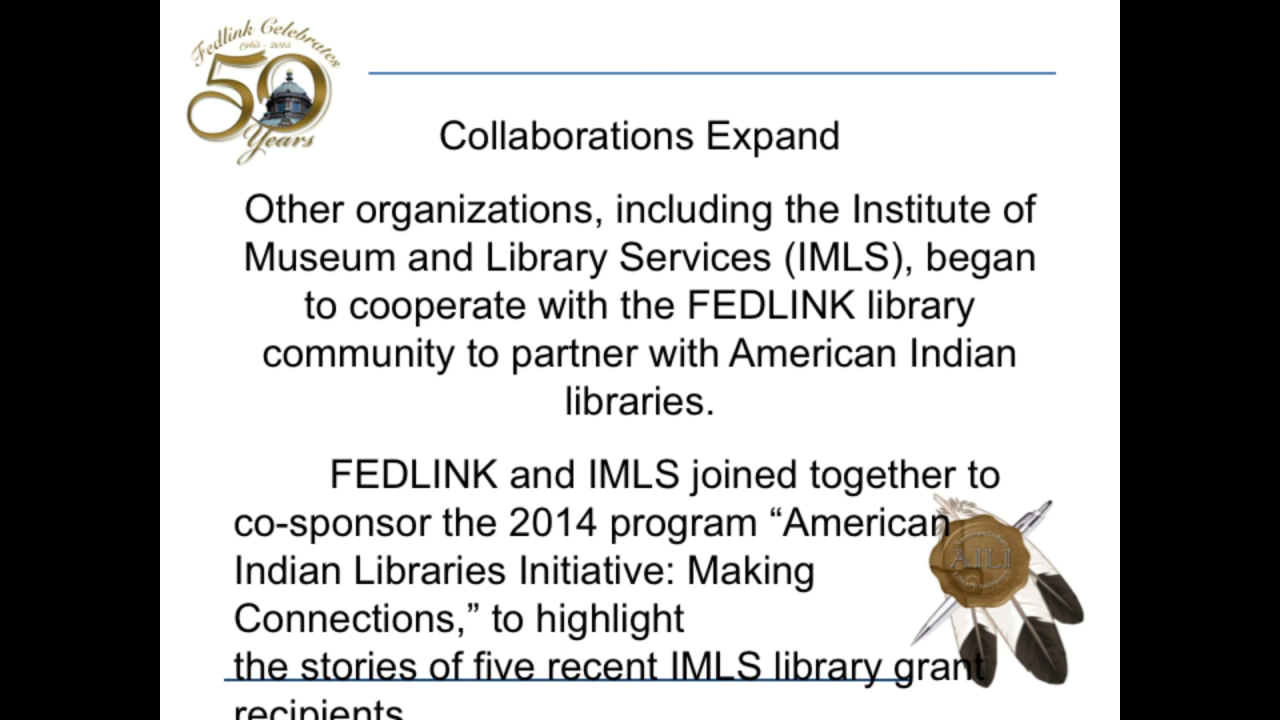 Fedlink Celebrates
1965 - 2015
50
Years
Collaborations Expand
Other organizations, including the Institute of
Museum and Library Services (IMLS), began
to cooperate with the FEDLINK library
community to partner with American Indian
libraries.
FEDLINK and IMLS joined together to
co-sponsor the 2014 program “American
Indian Libraries Initiative: Making
Connections,” to highlight
the stories of five recent IMLS library grant
recipients
AILI